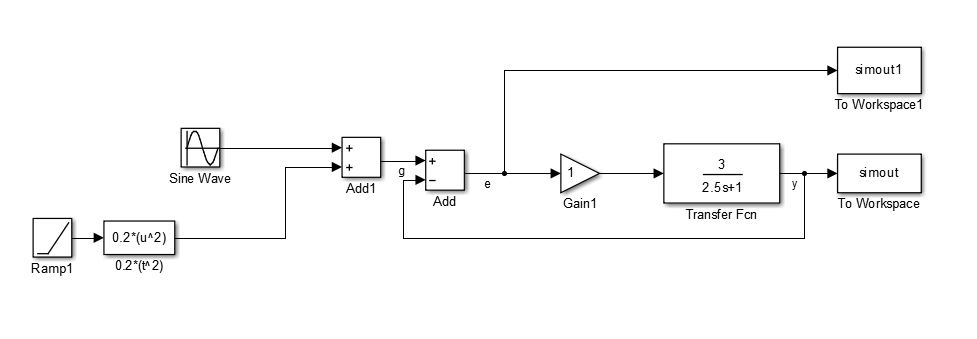 simout1
To Workspace1
Sine Wave
+
+
Add1
g
+
−
Add
e
1
Gain1
3
2.5s+1
Transfer Fcn
y
simout
To Workspace
Ramp1
0.2*(u^2)
0.2*(t^2)